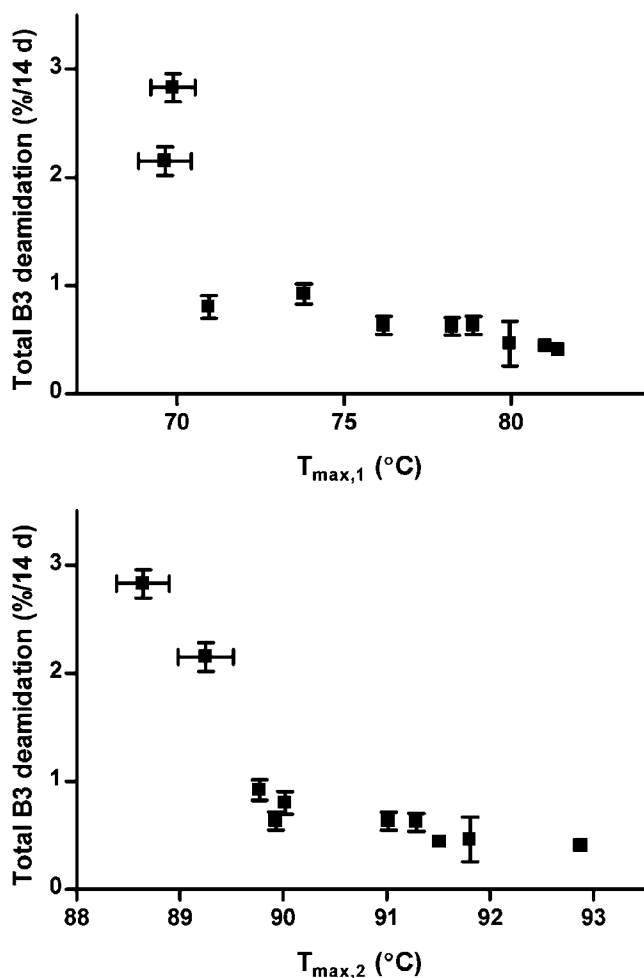 Total B3 deamidation (%/14 d)
3
2
1
0
70 75 80
Tmax,1 (°C)
Total B3 deamidation (%/14 d)
3
2
1
0
88 89 90 91 92 93
Tmax,2 (°C)